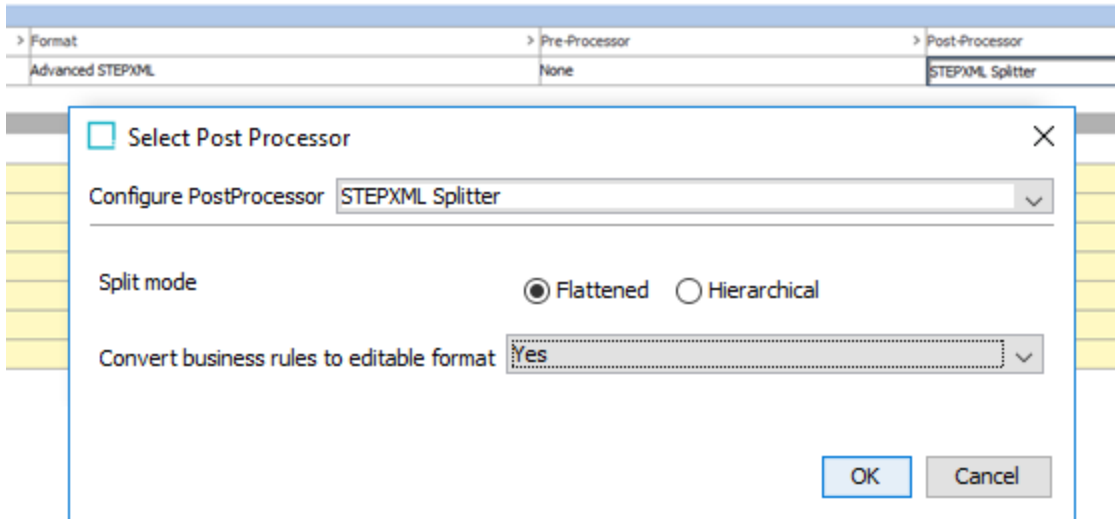 > Format > Pre-Processor > Post-Processor
Advanced STEPXML None STEPXML Splitter
Select Post Processor
Configure PostProcessor STEPXML Splitter
Split mode Flattened Hierarchical
Convert business rules to editable format Yes
OK Cancel